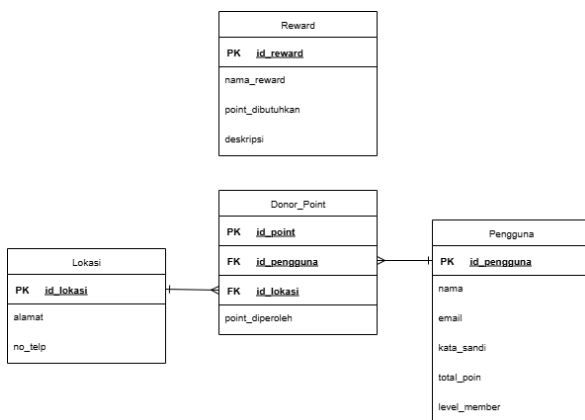 Reward
PK id_reward
nama_reward
point_dibutuhkan
deskripsi
Donor_Point
PK id_point
FK id_pengguna
FK id_lokasi
point_diperoleh
Lokasi
PK id_lokasi
alamat
no_telp
Pengguna
PK id_pengguna
nama
email
kata_sandi
total_poin
level_member